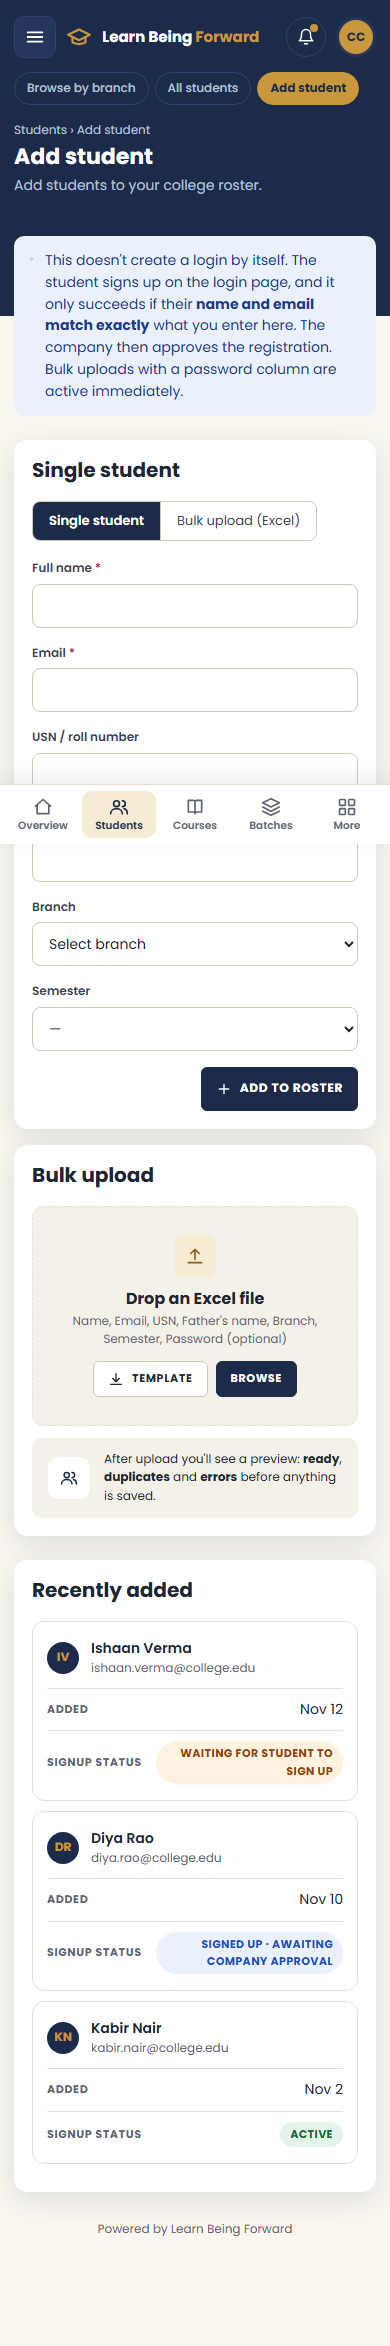 Learn Being Forward
CC
Browse by branch
All students
Add student
Students › Add student
Add student
Add students to your college roster.
This doesn't create a login by itself. The
student signs up on the login page, and it
only succeeds if their name and email
match exactly what you enter here. The
company then approves the registration.
Bulk uploads with a password column are
active immediately.
Single student
Single student
Bulk upload (Excel)
Full name *
Email *
USN / roll number
Overview
Students
Courses
Batches
More
Branch
Select branch
Semester
—
+ ADD TO ROSTER
Bulk upload
Drop an Excel file
Name, Email, USN, Father's name, Branch,
Semester, Password (optional)
TEMPLATE
BROWSE
After upload you'll see a preview: ready,
duplicates and errors before anything
is saved.
Recently added
IV
Ishaan Verma
ishaan.verma@college.edu
ADDED
Nov 12
SIGNUP STATUS
WAITING FOR STUDENT TO
SIGN UP
DR
Diya Rao
diya.rao@college.edu
ADDED
Nov 10
SIGNUP STATUS
SIGNED UP · AWAITING
COMPANY APPROVAL
KN
Kabir Nair
kabir.nair@college.edu
ADDED
Nov 2
SIGNUP STATUS
ACTIVE
Powered by Learn Being Forward